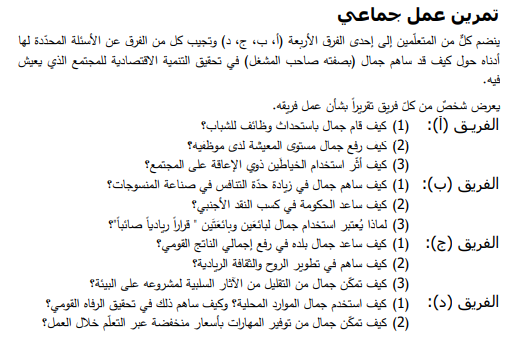 تمرين عمل جماعي
ينضم كلٌ من المتعلّمين إلى إحدى الفرق الأربعة (أ، ب، ج، د) وتجيب كل من الفرق عن الأسئلة المحدّدة لها
أدناه حول كيف قد ساهم جمال (بصفته صاحب المشغل) في تحقيق التنمية الاقتصادية للمجتمع الذي يعيش
فيه.
يعرض شخصٌ من كلّ فريق تقريراً بشأن عمل فريقه.
الفريق (أ): (1) كيف قام جمال باستحداث وظائف للشباب؟
(2) كيف رفع جمال مستوى المعيشة لدى موظفيه؟
(3) كيف أثّر استخدام الخياطين ذوي الإعاقة على المجتمع؟
الفريق (ب): (1) كيف ساهم جمال في زيادة حدّة التنافس في صناعة المنسوجات؟
(2) كيف ساعد الحكومة في كسب النقد الأجنبي؟
(3) لماذا يُعتبر استخدام جمال لبائعَين وبائعتَين " قراراً ريادياً صائباً"؟
الفريق (ج): (1) كيف ساعد جمال بلده في رفع إجمالي الناتج القومي؟
(2) كيف ساهم في تطوير الروح والثقافة الريادية؟
(3) كيف تمكّن جمال من التقليل من الآثار السلبية لمشروعه على البيئة؟
الفريق (د): (1) كيف استخدم جمال الموارد المحلية؟ وكيف ساهم ذلك في تحقيق الرفاه القومي؟
(2) كيف تمكّن جمال من توفير المهارات بأسعار منخفضة عبر التعلّم خلال العمل؟